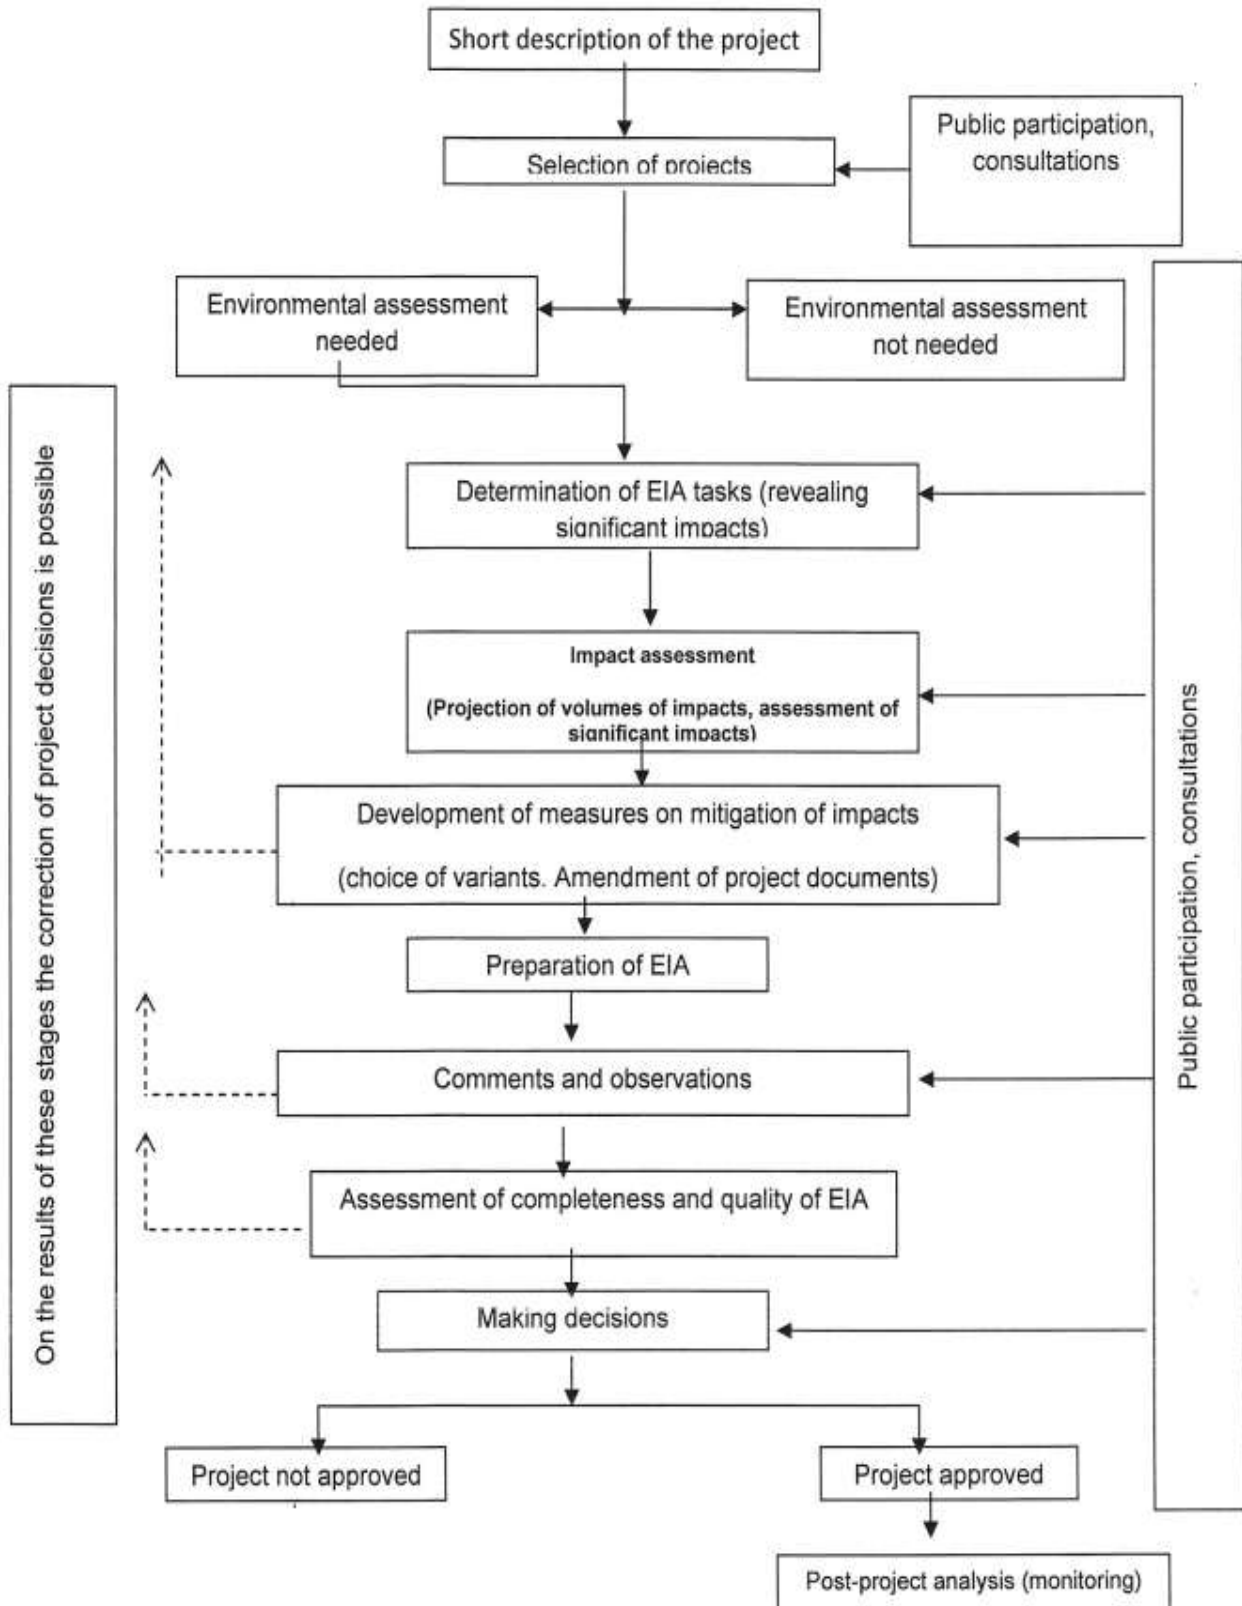 Short description of the project
Public participation,
consultations
Selection of projects
Environmental assessment
needed
Environmental assessment
not needed
On the results of these stages the correction of project decisions is possible
Public participation, consultations
Determination of EIA tasks (revealing
significant impacts)
Impact assessment
(Projection of volumes of impacts, assessment of
significant impacts)
Development of measures on mitigation of impacts
(choice of variants. Amendment of project documents)
Preparation of EIA
Comments and observations
Assessment of completeness and quality of EIA
Making decisions
Project not approved
Project approved
Post-project analysis (monitoring)